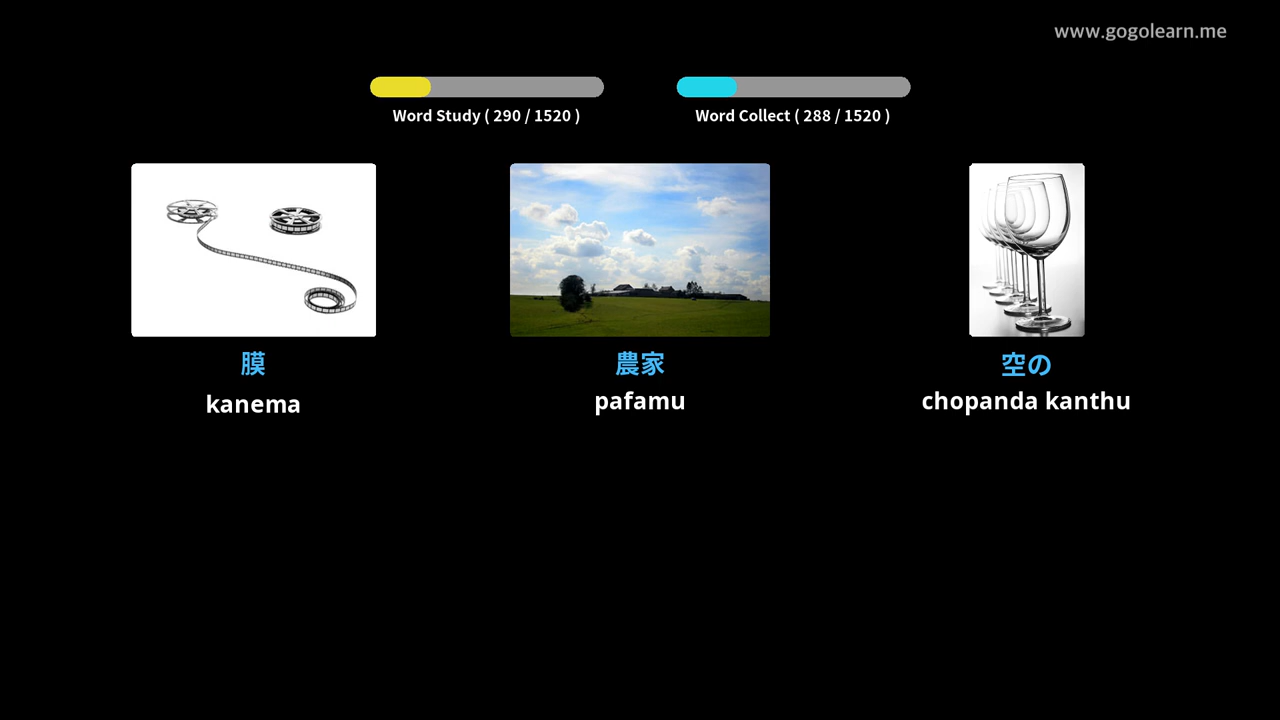 www.gogolearn.me
Word Study ( 290 / 1520 )
Word Collect ( 288 / 1520 )
膜
農家
空の
kanema
pafamu
chopanda kanthu